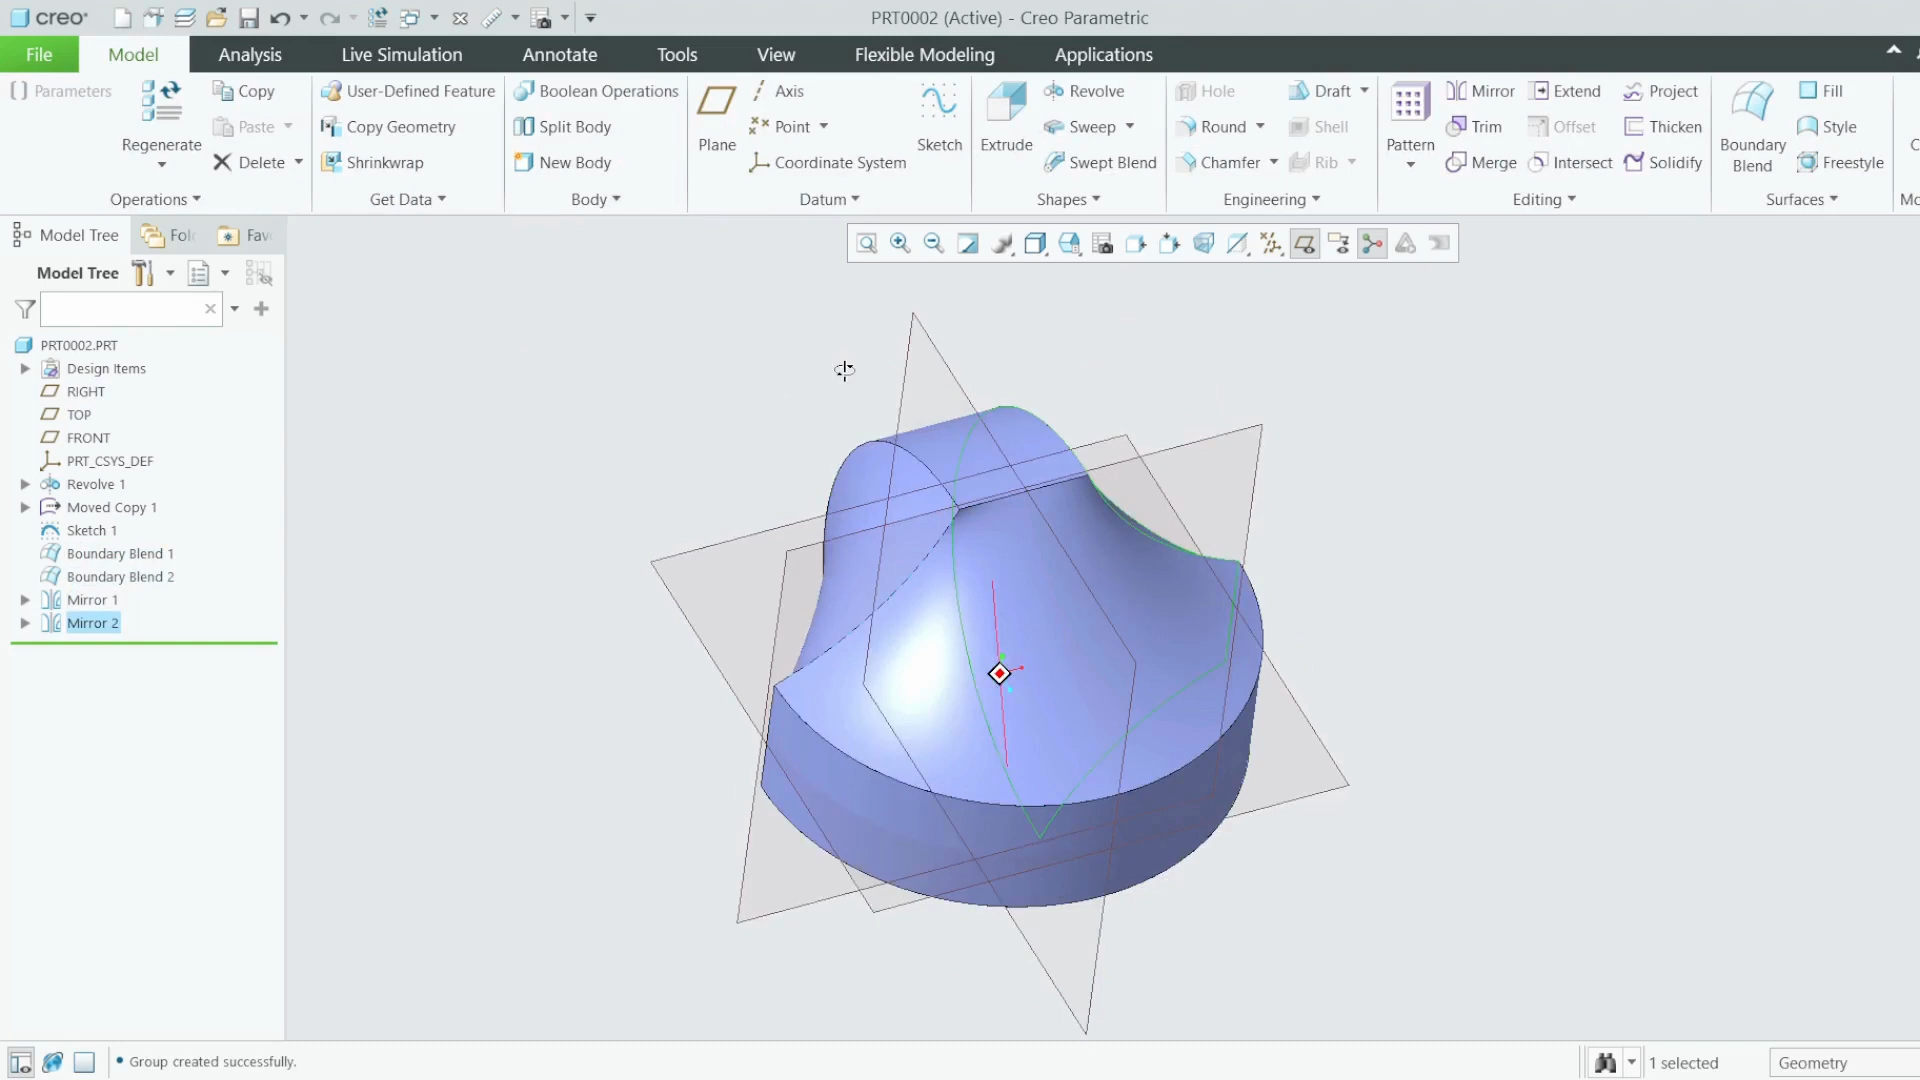 creo
PRT0002 (Active) - Creo Parametric
File Model Analysis Live Simulation Annotate Tools View Flexible Modeling Applications
Parameters
Regenerate
Copy
Paste
Delete
Operations
User-Defined Feature
Copy Geometry
Shrinkwrap
Get Data
Boolean Operations
Split Body
New Body
Body
Plane
Axis
Point
Coordinate System
Sketch
Datum
Extrude
Revolve
Sweep
Swept Blend
Shapes
Hole
Round
Chamfer
Draft
Shell
Rib
Engineering
Pattern
Mirror
Trim
Merge
Extend
Offset
Intersect
Project
Thicken
Solidify
Editing
Boundary
Blend
Fill
Style
Freestyle
Surfaces
Mo
Model Tree Fol Fav
Model Tree
PRT0002.PRT
Design Items
RIGHT
TOP
FRONT
PRT_CSYS_DEF
Revolve 1
Moved Copy 1
Sketch 1
Boundary Blend 1
Boundary Blend 2
Mirror 1
Mirror 2
• Group created successfully.
1 selected
Geometry